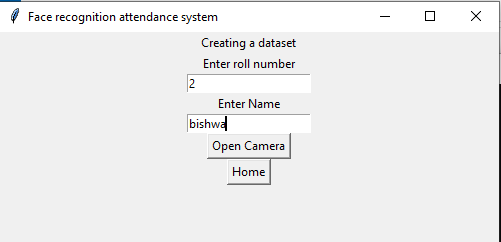 Face recognition attendance system
Creating a dataset
Enter roll number
2
Enter Name
bishwa
Open Camera
Home